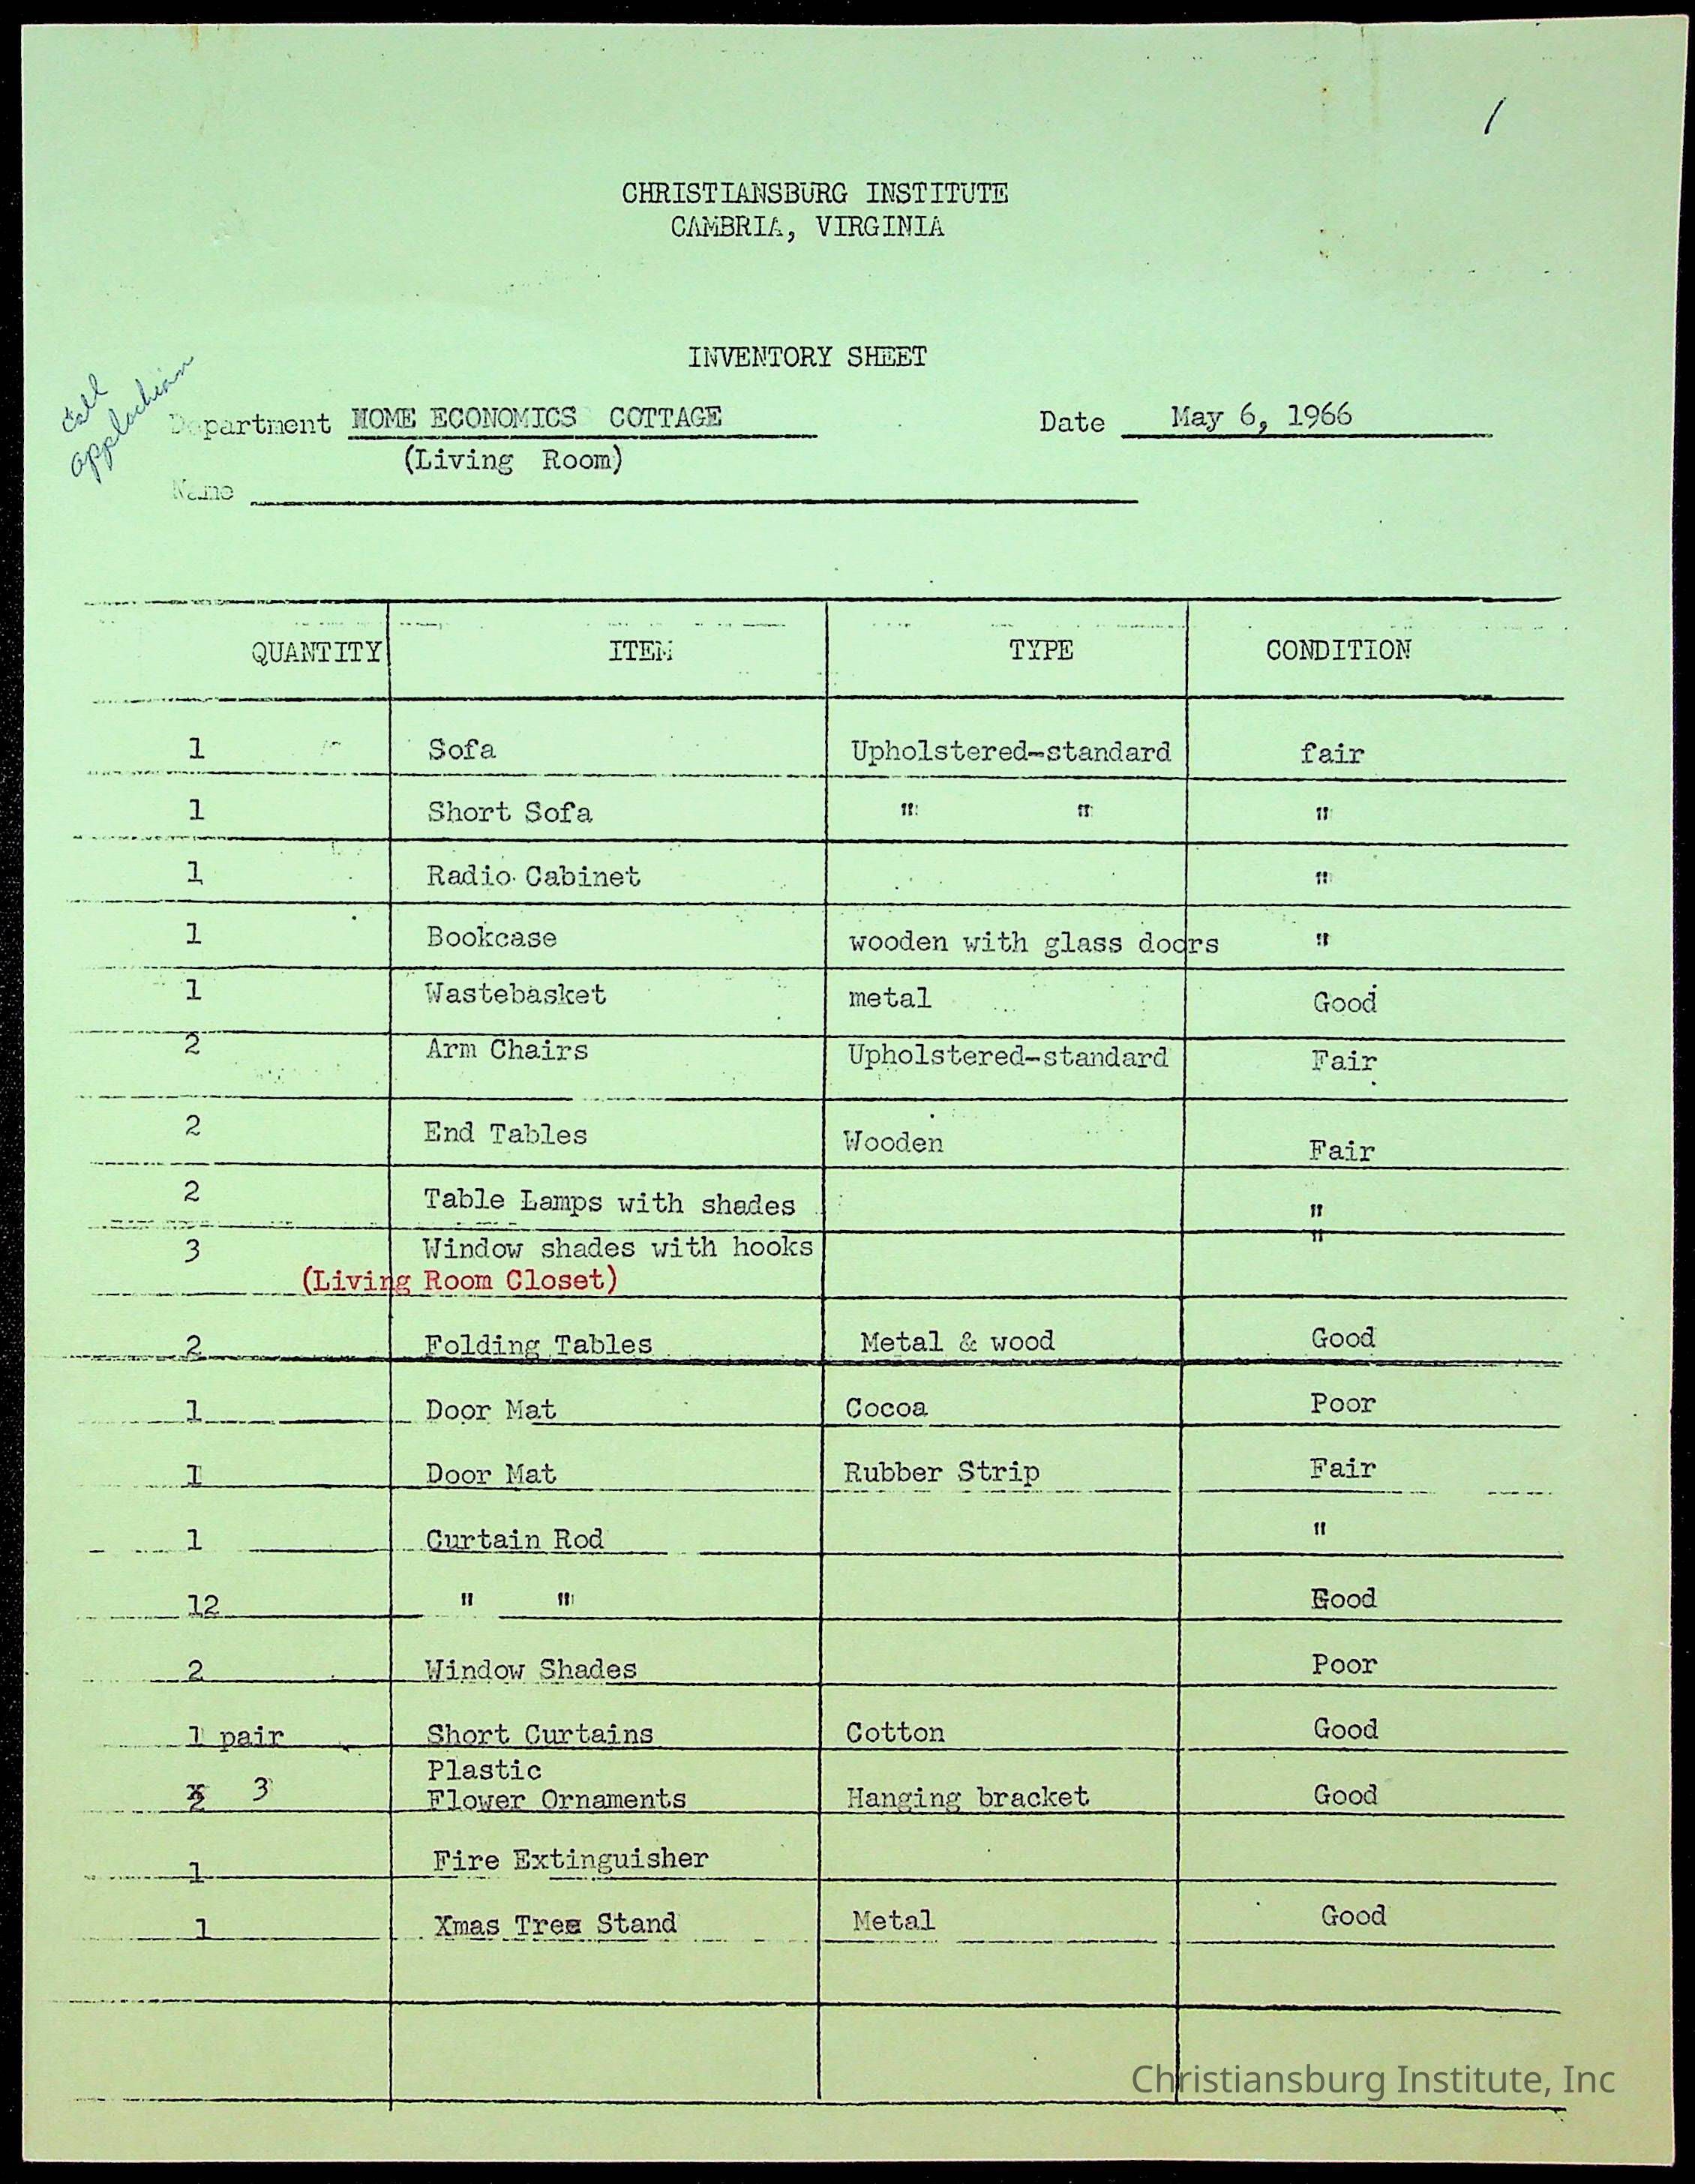 1
CHRISTIANSBURG INSTITUTE
CAMBRIA, VIRGINIA
INVENTORY SHEET
Call
Applachian
Department HOME ECONOMICS COTTAGE Date May 6, 1966
(Living Room)
Name
QUANTITY ITEM TYPE CONDITION
1 Sofa Upholstered-standard fair
1 Short Sofa " " "
1 Radio Cabinet "
1 Bookcase wooden with glass doors "
1 Wastebasket metal Good
2 Arm Chairs Upholstered-standard Fair
2 End Tables Wooden Fair
2 Table Lamps with shades "
3 Window shades with hooks "
(Living Room Closet)
2 Folding Tables Metal & wood Good
1 Door Mat Cocoa Poor
1 Door Mat Rubber Strip Fair
1 Curtain Rod "
12 " " Good
2 Window Shades Poor
1 pair Short Curtains Cotton Good
Plastic
3 Flower Ornaments Hanging bracket Good
1 Fire Extinguisher
1 Xmas Tree Stand Metal Good
Christiansburg Institute, Inc